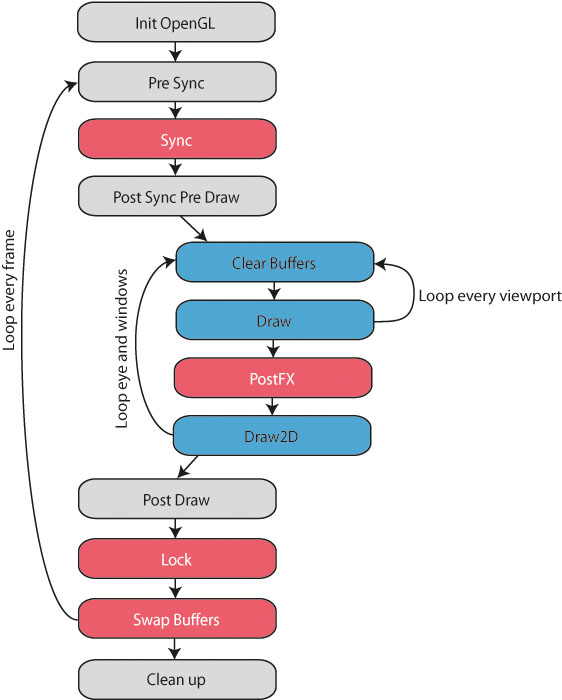 Init OpenGL
Pre Sync
Sync
Post Sync Pre Draw
Clear Buffers
Draw
PostFX
Draw2D
Post Draw
Lock
Swap Buffers
Clean up
Loop every frame
Loop eye and windows
Loop every viewport